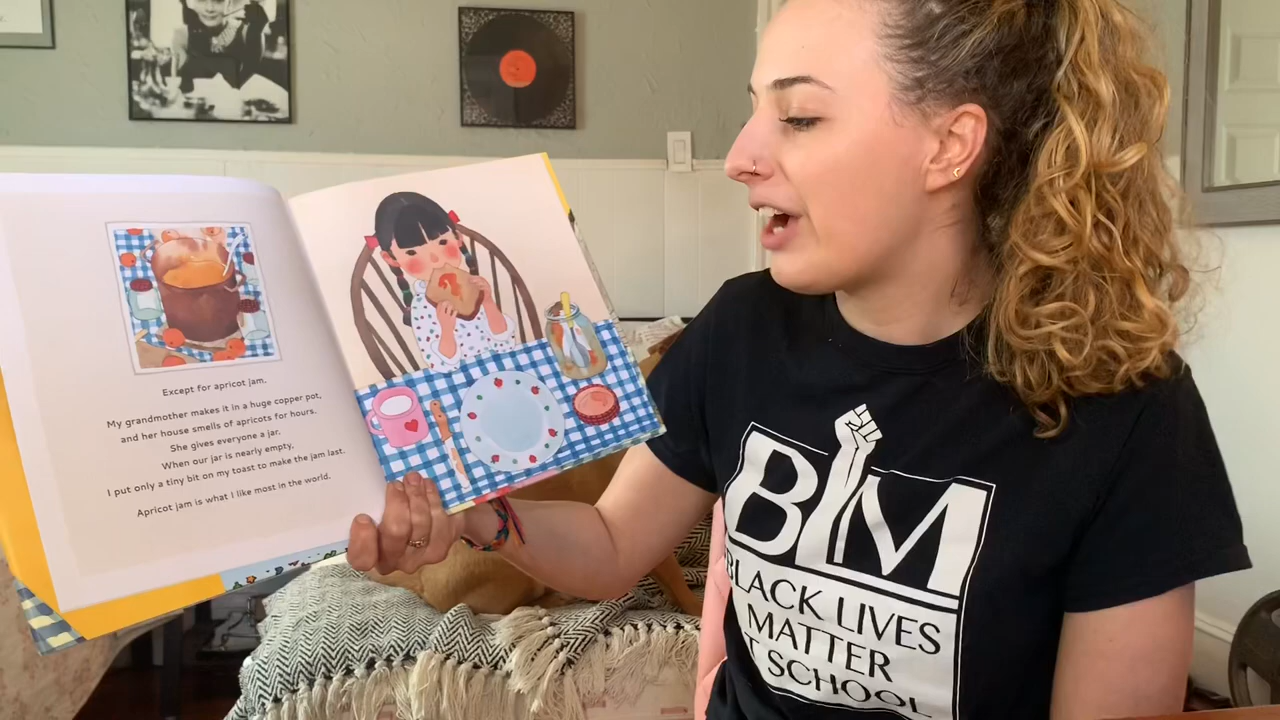 Except for apricot jam.
My grandmother makes it in a huge copper pot,
and her house smells of apricots for hours.
She gives everyone a jar.
When our jar is nearly empty,
I put only a tiny bit on my toast to make the jam last.
Apricot jam is what I like most in the world.
BLM
BLACK LIVES
MATTER
T SCHOOL